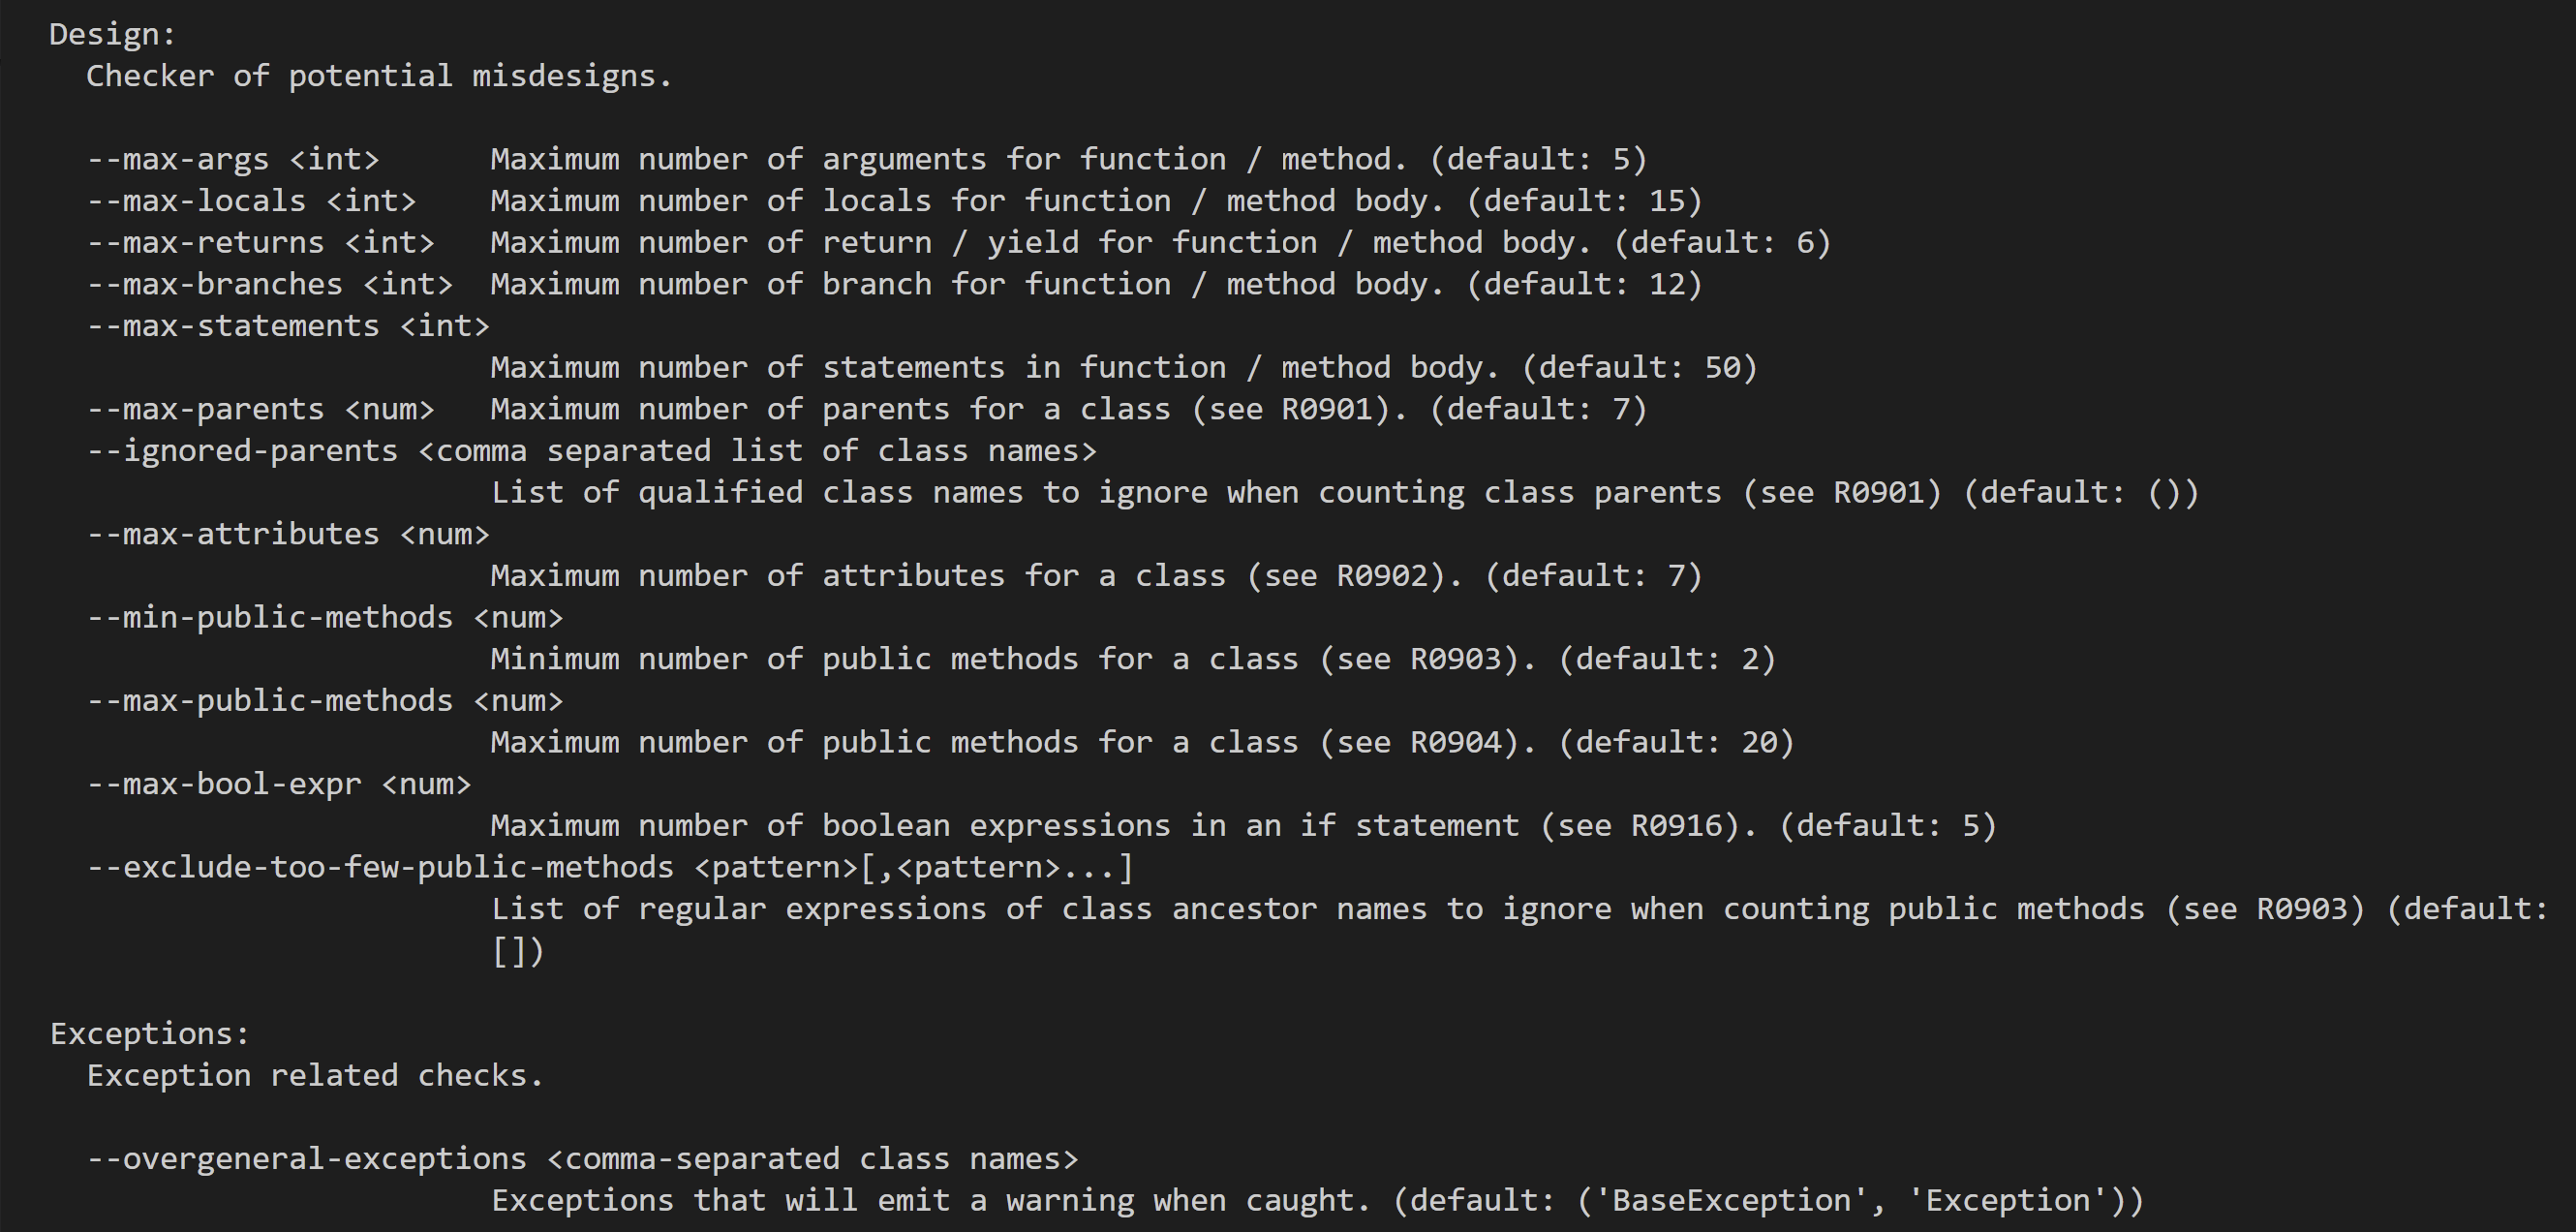 Design:
Checker of potential misdesigns.
--max-args <int>      Maximum number of arguments for function / method. (default: 5)
--max-locals <int>    Maximum number of locals for function / method body. (default: 15)
--max-returns <int>   Maximum number of return / yield for function / method body. (default: 6)
--max-branches <int>  Maximum number of branch for function / method body. (default: 12)
--max-statements <int>
Maximum number of statements in function / method body. (default: 50)
--max-parents <num>   Maximum number of parents for a class (see R0901). (default: 7)
--ignored-parents <comma separated list of class names>
List of qualified class names to ignore when counting class parents (see R0901) (default: ())
--max-attributes <num>
Maximum number of attributes for a class (see R0902). (default: 7)
--min-public-methods <num>
Minimum number of public methods for a class (see R0903). (default: 2)
--max-public-methods <num>
Maximum number of public methods for a class (see R0904). (default: 20)
--max-bool-expr <num>
Maximum number of boolean expressions in an if statement (see R0916). (default: 5)
--exclude-too-few-public-methods <pattern>[,<pattern>...]
List of regular expressions of class ancestor names to ignore when counting public methods (see R0903) (default:
[])
Exceptions:
Exception related checks.
--overgeneral-exceptions <comma-separated class names>
Exceptions that will emit a warning when caught. (default: ('BaseException', 'Exception'))